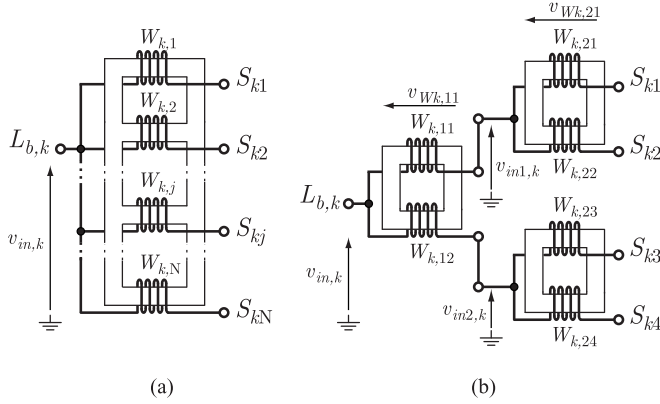 W_{k,1}
S_{k1}
W_{k,2}
L_{b,k}
S_{k2}
W_{k,j}
v_{in,k}
S_{kj}
W_{k,N}
S_{kN}
(a)
v_{Wk,21}
W_{k,21}
v_{Wk,11}
S_{k1}
W_{k,11}
v_{in1,k}
S_{k2}
W_{k,22}
L_{b,k}
W_{k,23}
W_{k,12}
S_{k3}
v_{in,k}
v_{in2,k}
S_{k4}
W_{k,24}
(b)